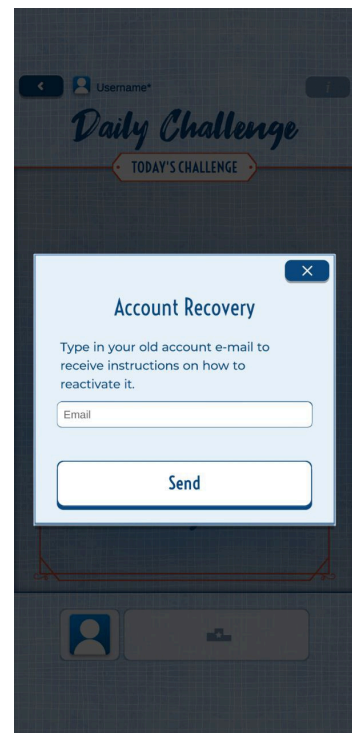 Username*
Daily Challenge
TODAY'S CHALLENGE
Account Recovery
Type in your old account e-mail to
receive instructions on how to
reactivate it.
Email
Send